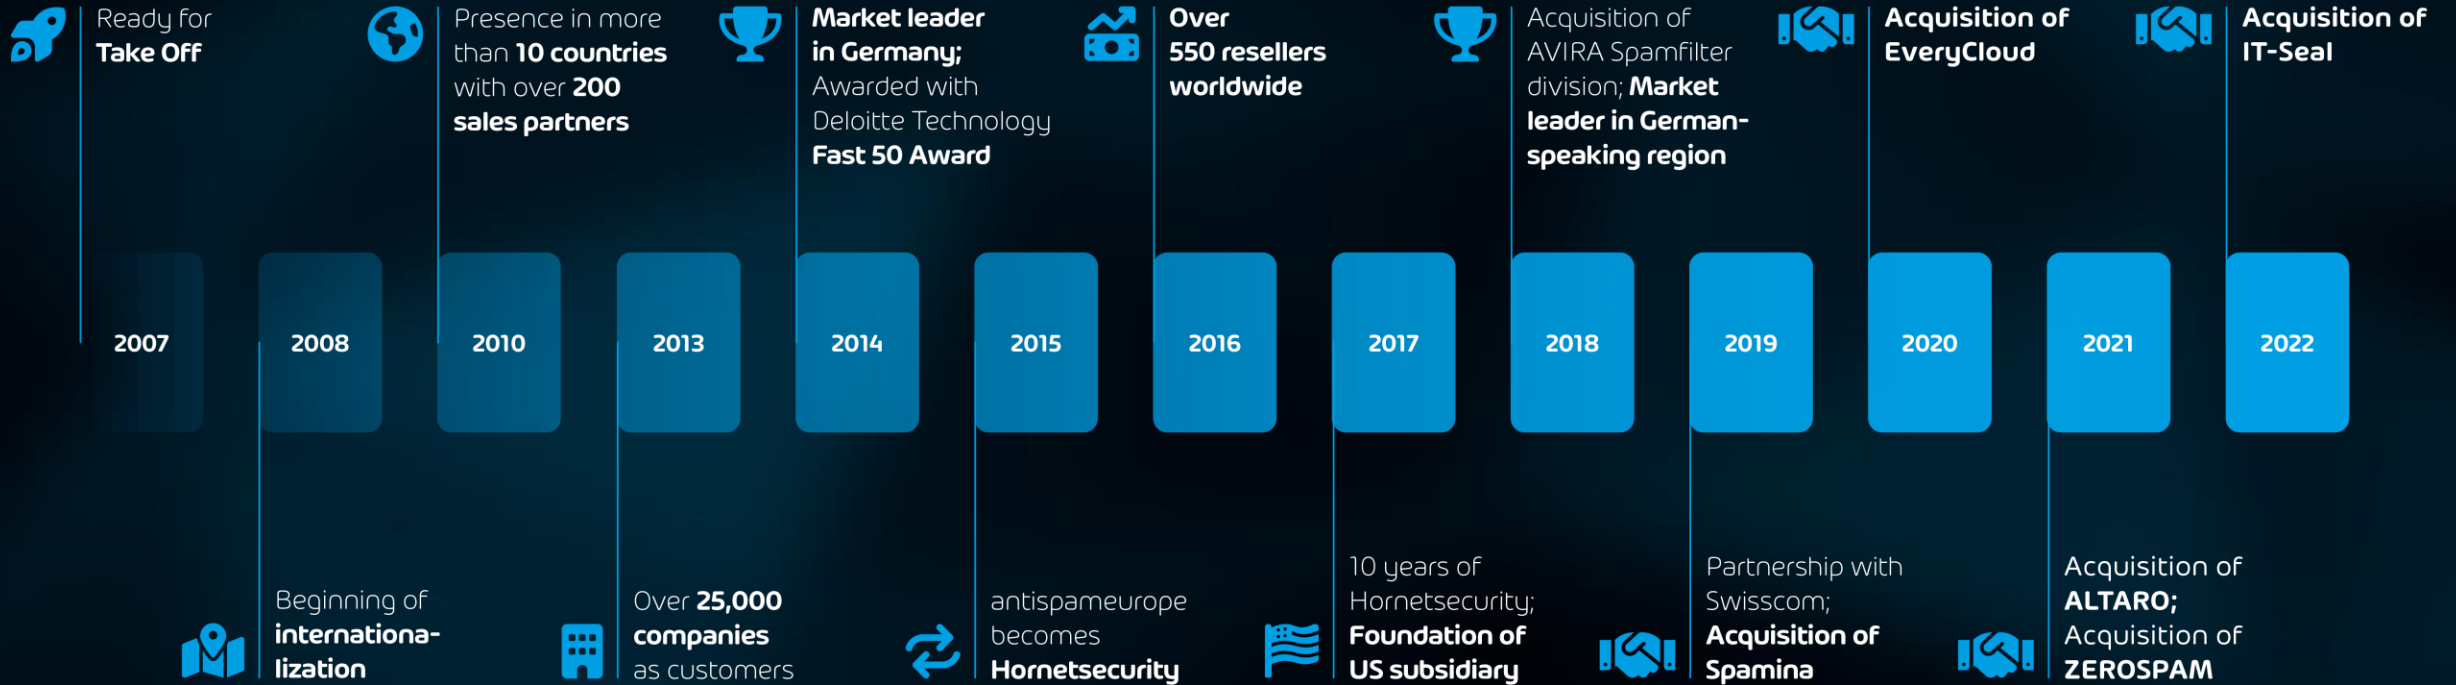 Ready for
Take Off
Presence in more
than 10 countries
with over 200
sales partners
Market leader
in Germany;
Awarded with
Deloitte Technology
Fast 50 Award
Over
550 resellers
worldwide
Acquisition of
AVIRA Spamfilter
division; Market
leader in German-
speaking region
Acquisition of
EveryCloud
Acquisition of
IT-Seal
2007
2008
2010
2013
2014
2015
2016
2017
2018
2019
2020
2021
2022
Beginning of
internationa-
lization
Over 25,000
companies
as customers
antispameurope
becomes
Hornetsecurity
10 years of
Hornetsecurity;
Foundation of
US subsidiary
Partnership with
Swisscom;
Acquisition of
Spamina
Acquisition of
ALTARO;
Acquisition of
ZEROSPAM